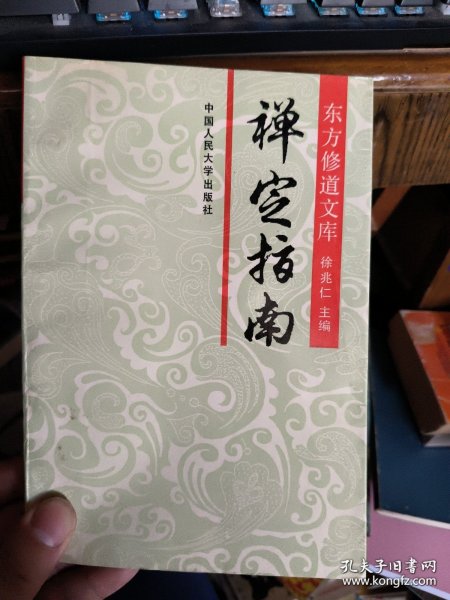 东方修道文库
徐兆仁 主编
禅定指南
中国人民大学出版社
孔夫子旧书网
www.kongfz.com